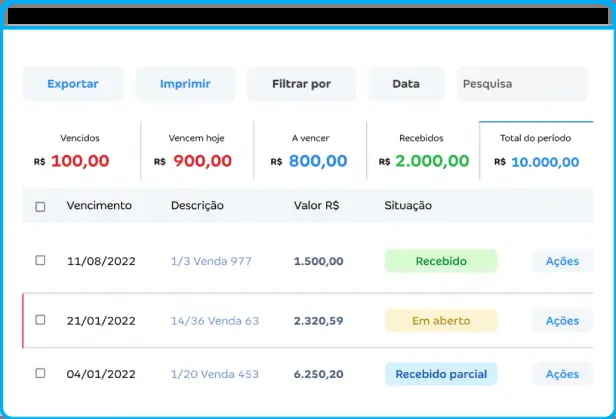 Exportar Imprimir Filtrar por Data Pesquisa
Vencidos Vencem hoje A vencer Recebidos Total do período
R$ 100,00 R$ 900,00 R$ 800,00 R$ 2.000,00 R$ 10.000,00
Vencimento Descrição Valor R$ Situação
11/08/2022 1/3 Venda 977 1.500,00 Recebido Ações
21/01/2022 14/36 Venda 63 2.320,59 Em aberto Ações
04/01/2022 1/20 Venda 453 6.250,20 Recebido parcial Ações